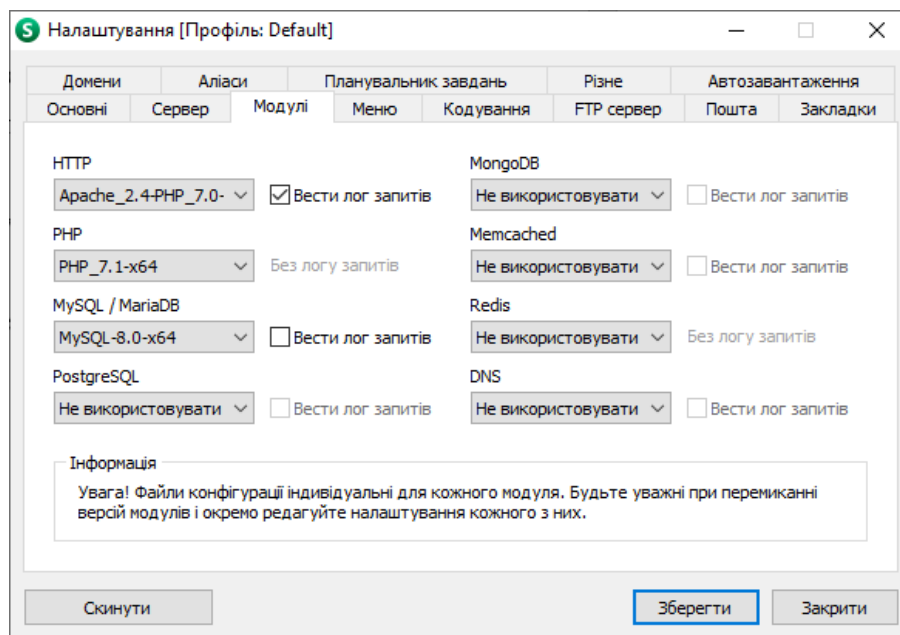 Налаштування [Профіль: Default]
Домени Аліаси Планувальник завдань Різне Автозавантаження
Основні Сервер Модулі Меню Кодування FTP сервер Пошта Закладки
HTTP
Apache_2.4-PHP_7.0- Вести лог запитів
PHP
PHP_7.1-x64 Без логу запитів
MySQL / MariaDB
MySQL-8.0-x64 Вести лог запитів
PostgreSQL
Не використовувати Вести лог запитів
MongoDB
Не використовувати Вести лог запитів
Memcached
Не використовувати Вести лог запитів
Redis
Не використовувати Без логу запитів
DNS
Не використовувати Вести лог запитів
Інформація
Увага! Файли конфігурації індивідуальні для кожного модуля. Будьте уважні при перемиканні
версій модулів і окремо редагуйте налаштування кожного з них.
Скинути Зберегти Закрити